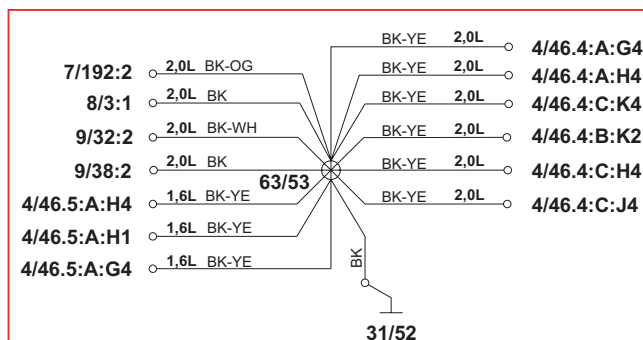 BK-YE 2,0L 4/46.4:A:G4
7/192:2 2,0L BK-OG BK-YE 2,0L 4/46.4:A:H4
8/3:1 2,0L BK BK-YE 2,0L 4/46.4:C:K4
9/32:2 2,0L BK-WH BK-YE 2,0L 4/46.4:B:K2
9/38:2 2,0L BK BK-YE 2,0L 4/46.4:C:H4
63/53
4/46.5:A:H4 1,6L BK-YE BK-YE 2,0L 4/46.4:C:J4
4/46.5:A:H1 1,6L BK-YE
4/46.5:A:G4 1,6L BK-YE
BK
31/52